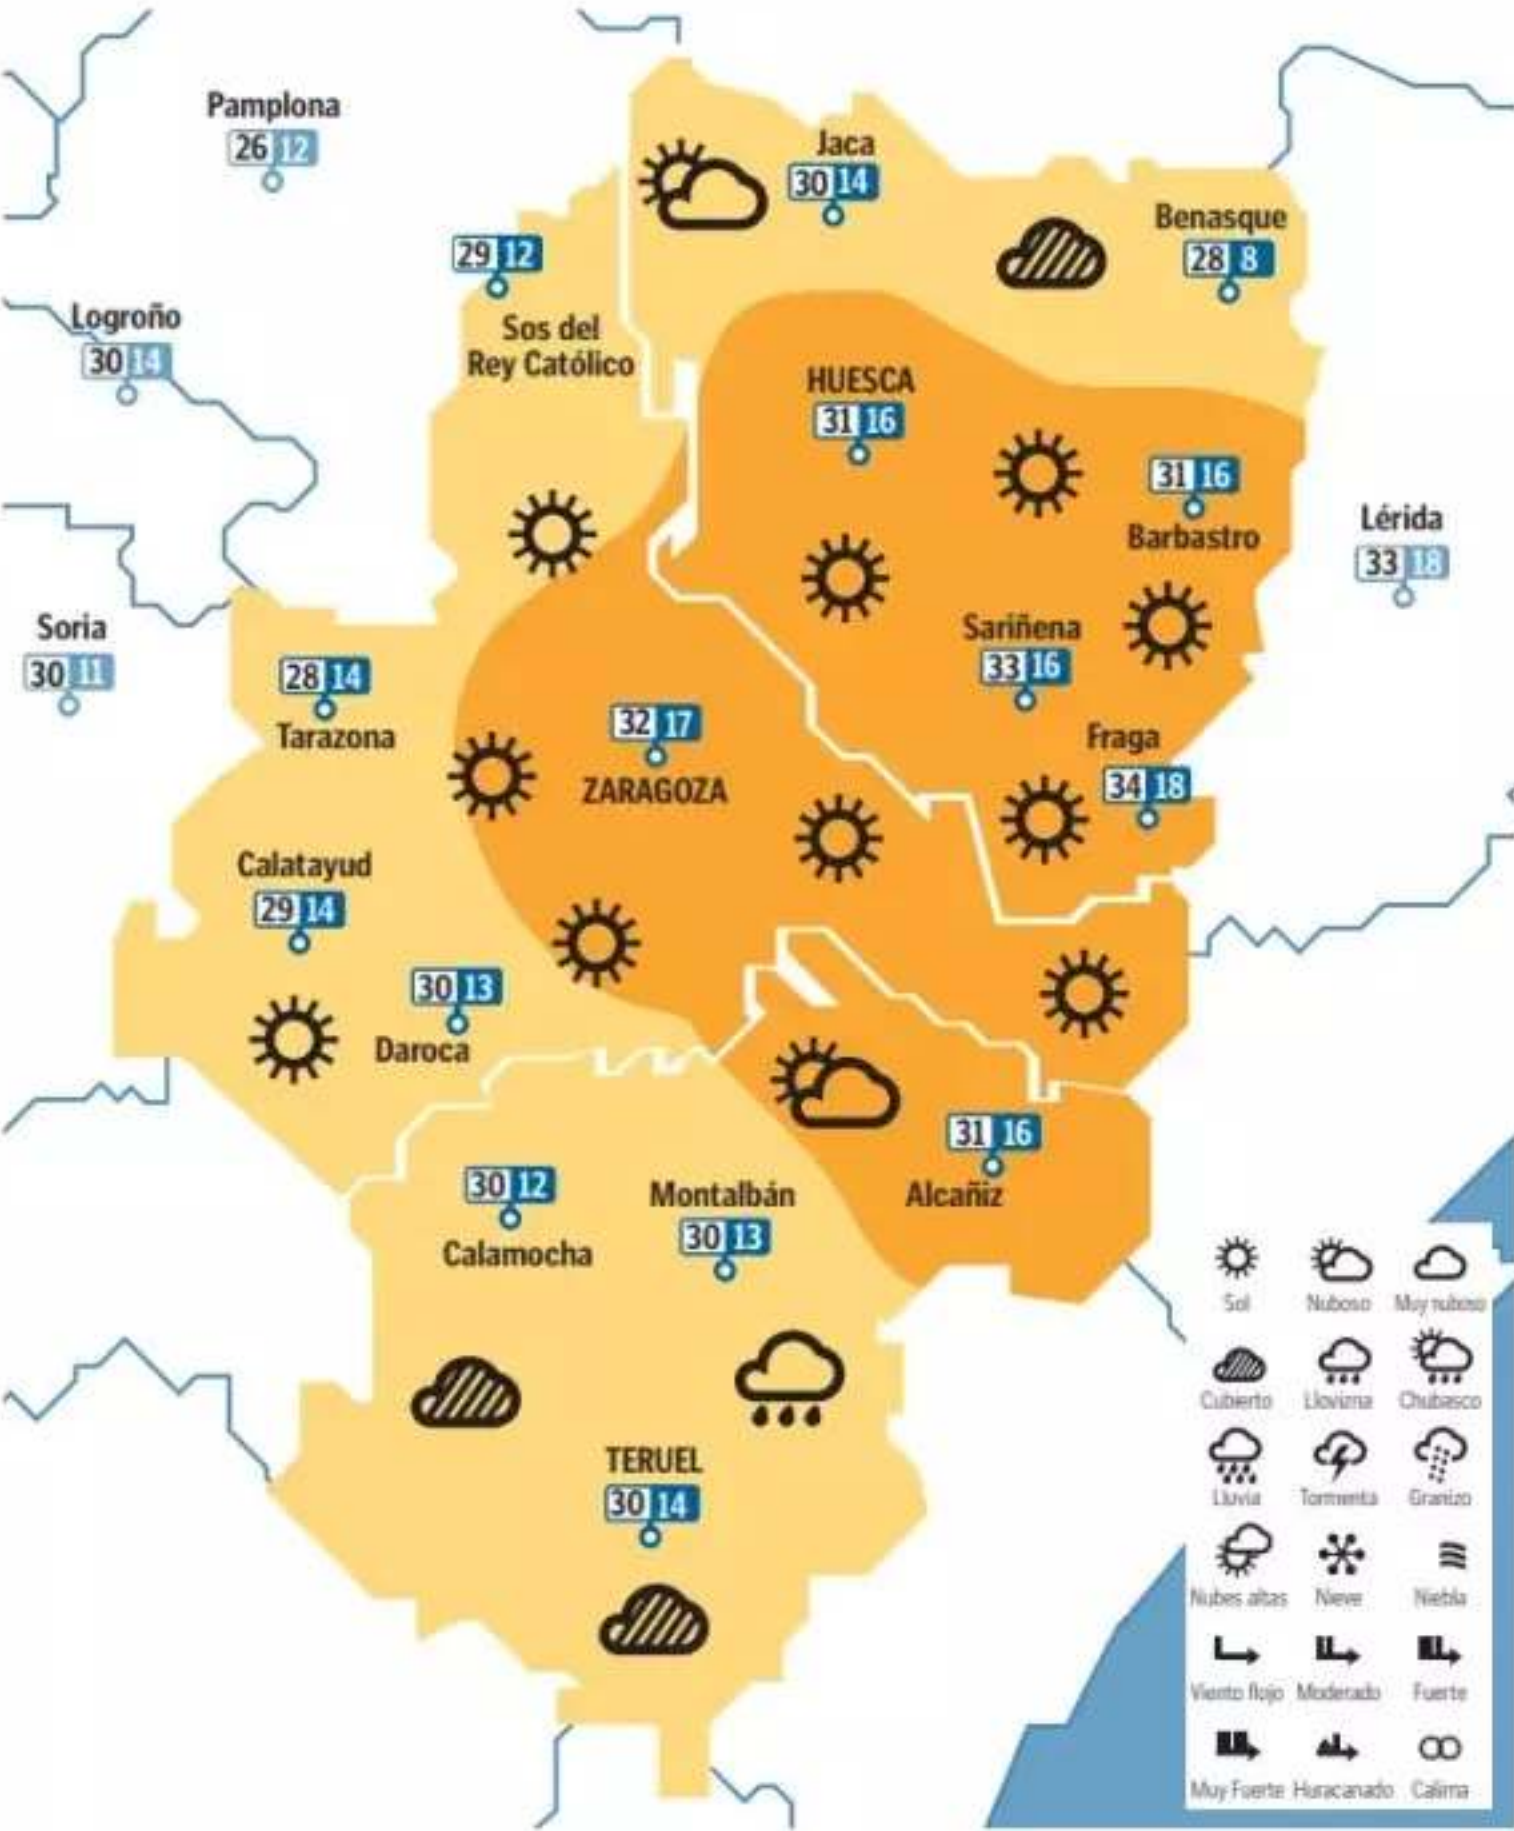 Pamplona
26 12
Jaca
30 14
Benasque
28 8
29 12
Sos del
Rey Católico
Logroño
30 14
HUESCA
31 16
31 16
Barbastro
Lérida
33 18
Soria
30 11
Sariñena
33 16
28 14
Tarazona
32 17
ZARAGOZA
Fraga
34 18
Calatayud
29 14
30 13
Daroca
31 16
Alcañiz
30 12
Calamocha
Montalbán
30 13
TERUEL
30 14
Sol Nuboso Muy nuboso
Cubierto Llovizna Chubasco
Lluvia Tormenta Granizo
Nubes altas Nieve Niebla
Viento flojo Moderado Fuerte
Muy Fuerte Huracanado Calima